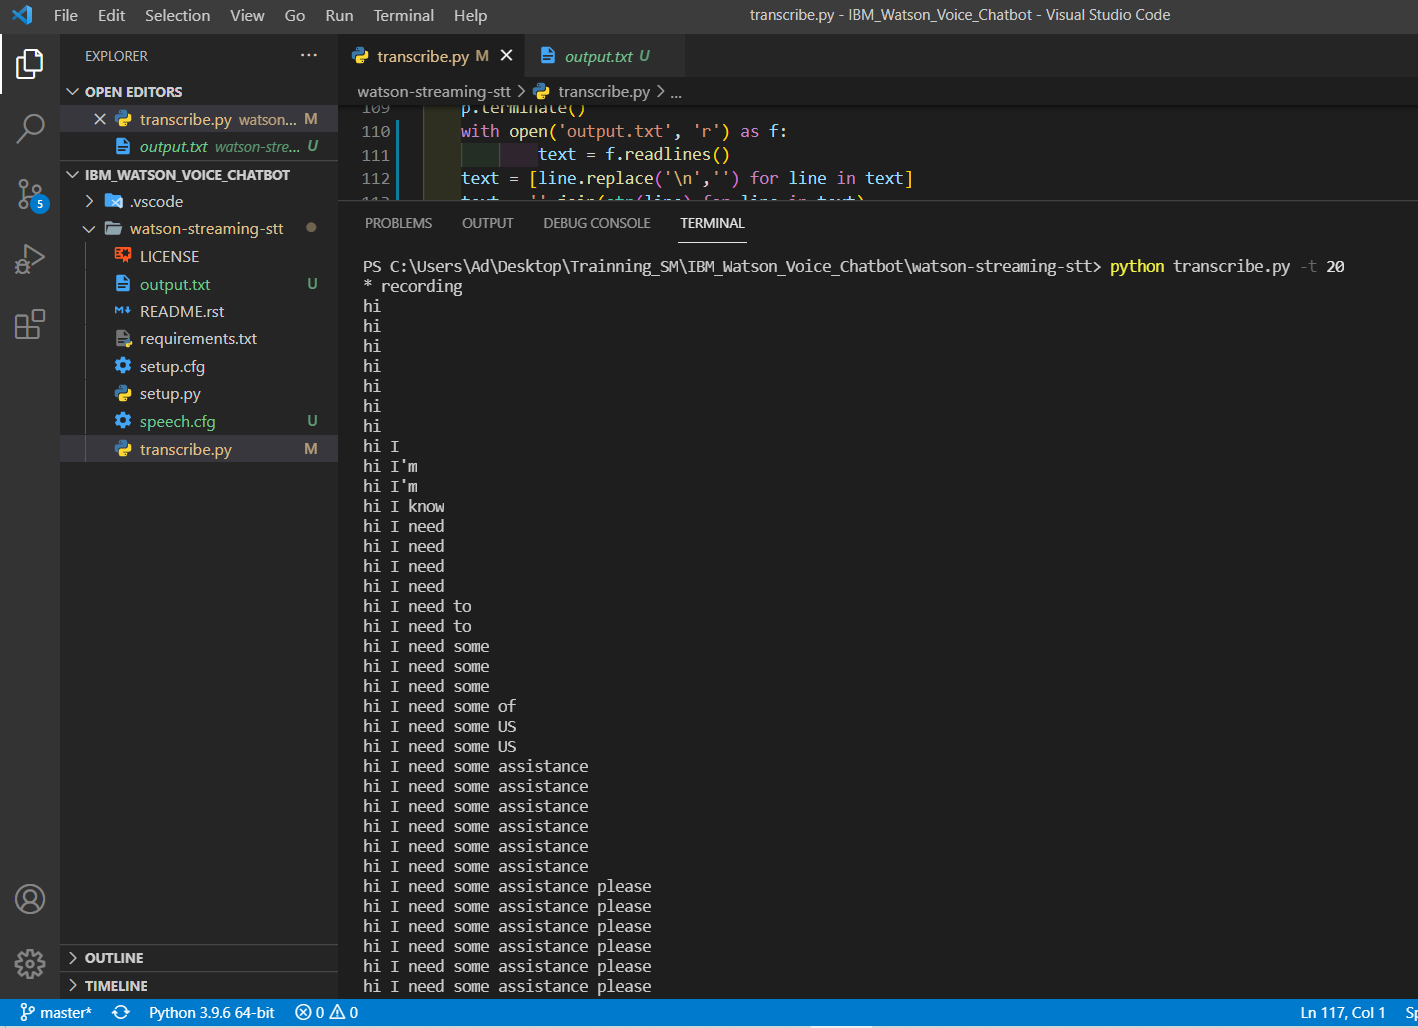 File Edit Selection View Go Run Terminal Help
transcribe.py - IBM_Watson_Voice_Chatbot - Visual Studio Code
EXPLORER ...
OPEN EDITORS
transcribe.py watson... M
output.txt watson-stre... U
IBM_WATSON_VOICE_CHATBOT
.vscode
watson-streaming-stt
LICENSE
output.txt U
README.rst
requirements.txt
setup.cfg
setup.py
speech.cfg U
transcribe.py M
OUTLINE
TIMELINE
5
transcribe.py M
output.txt U
watson-streaming-stt > transcribe.py > ...
109 p.terminate()
110 with open('output.txt', 'r') as f:
111 text = f.readlines()
112 text = [line.replace('\n','') for line in text]
113 text = ''.join(str(line) for line in text)
PROBLEMS OUTPUT DEBUG CONSOLE TERMINAL
PS C:\Users\Ad\Desktop\Trainning_SM\IBM_Watson_Voice_Chatbot\watson-streaming-stt> python transcribe.py -t 20
* recording
hi
hi
hi
hi
hi
hi
hi
hi I
hi I'm
hi I'm
hi I know
hi I need
hi I need
hi I need
hi I need
hi I need to
hi I need to
hi I need some
hi I need some
hi I need some
hi I need some of
hi I need some US
hi I need some US
hi I need some assistance
hi I need some assistance
hi I need some assistance
hi I need some assistance
hi I need some assistance
hi I need some assistance
hi I need some assistance please
hi I need some assistance please
hi I need some assistance please
hi I need some assistance please
hi I need some assistance please
hi I need some assistance please
master* Python 3.9.6 64-bit 0 0 Ln 117, Col 1 Sp